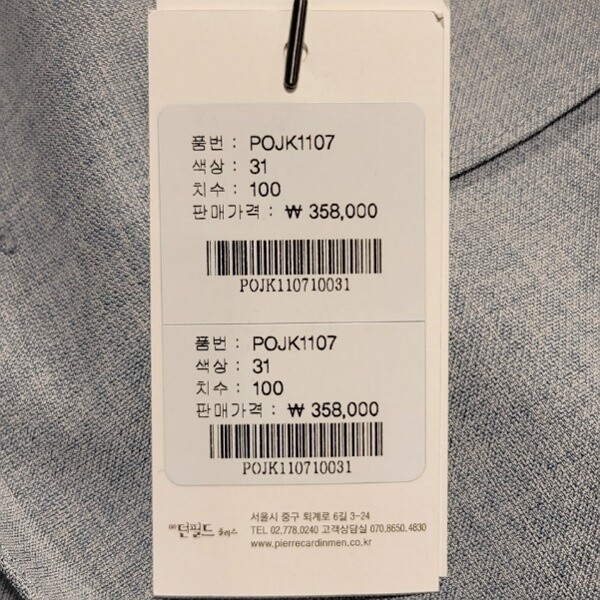 품번 : POJK1107
색상 : 31
치수 : 100
판매가격 : ₩ 358,000
POJK110710031
품번 : POJK1107
색상 : 31
치수 : 100
판매가격 : ₩ 358,000
POJK110710031
던필드
서울시 중구 퇴계로 6길 3-24
TEL 02.778.0240 고객상담실 070.8650.4830
www.pierrecardinmen.co.kr